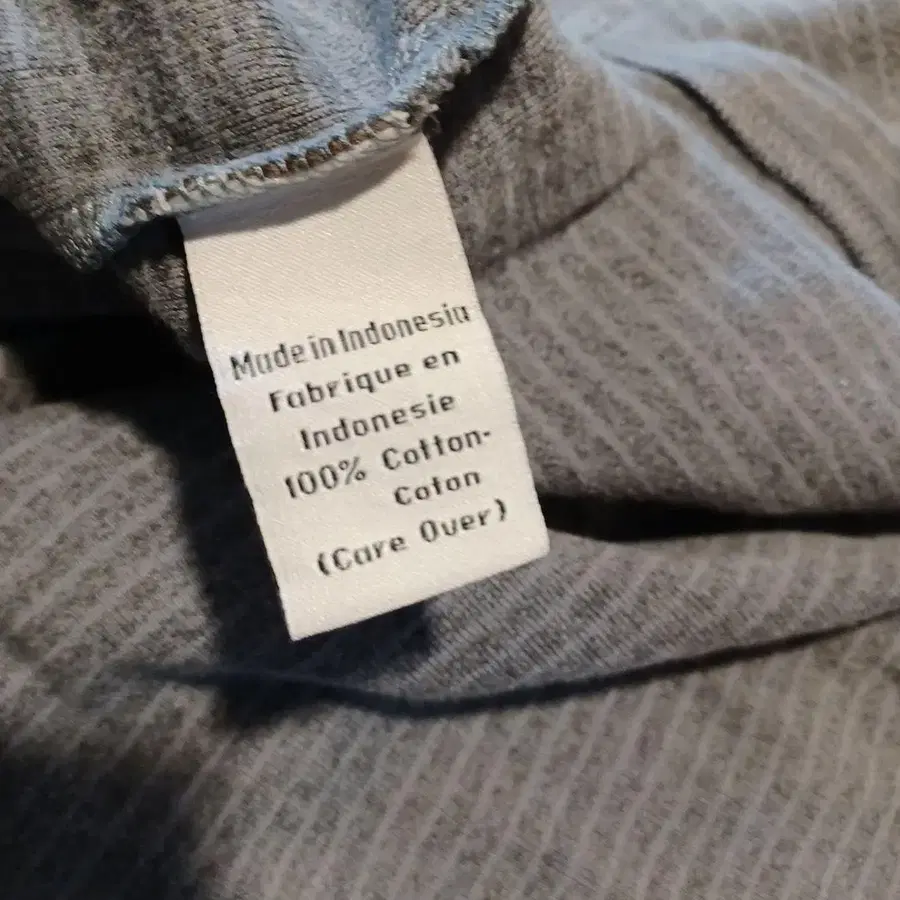 Made in Indonesia
Fabrique en
Indonesie
100% Cotton-
Coton
(Care Over)